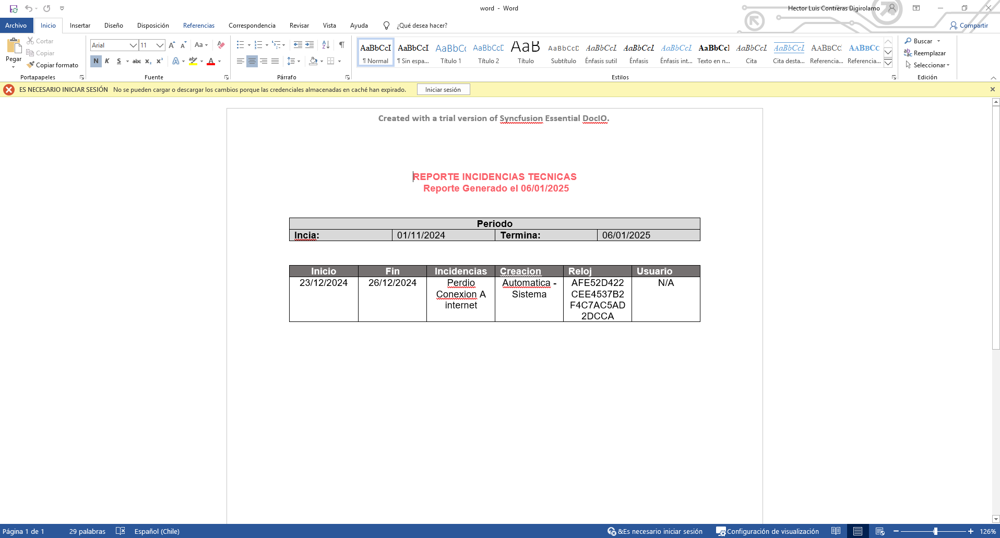 word - Word
Hector Luis Contreras Digirolamo
Archivo Inicio Insertar Diseño Disposición Referencias Correspondencia Revisar Vista Ayuda ¿Qué desea hacer? Compartir
Pegar
Cortar
Copiar
Copiar formato
Portapapeles
Arial 11
Aa
N K S abc x₂ x²
Fuente
Párrafo
AaBbCcI AaBbCcI AaBbCc AaBbCcE AaB AaBbCcD AaBbCcL AaBbCcL AaBbCcL AaBbCcI AaBbCcL AaBbCcL AABBCC AABBCC
¶ Normal ¶ Sin espa... Título 1 Título 2 Título Subtítulo Énfasis sutil Énfasis Énfasis int... Texto en n... Cita Cita desta... Referencia... Referencia...
Estilos
Buscar
Reemplazar
Seleccionar
Edición
ES NECESARIO INICIAR SESIÓN No se pueden cargar o descargar los cambios porque las credenciales almacenadas en caché han expirado. Iniciar sesión
Created with a trial version of Syncfusion Essential DocIO.
REPORTE INCIDENCIAS TECNICAS
Reporte Generado el 06/01/2025
Periodo
Incia: 01/11/2024 Termina: 06/01/2025
Inicio Fin Incidencias Creacion Reloj Usuario
23/12/2024 26/12/2024 Perdio Automatica - AFE52D422 N/A
Conexion A Sistema CEE4537B2
internet F4C7AC5AD
2DCCA
Página 1 de 1 29 palabras Español (Chile) &Es necesario iniciar sesión Configuración de visualización 126%